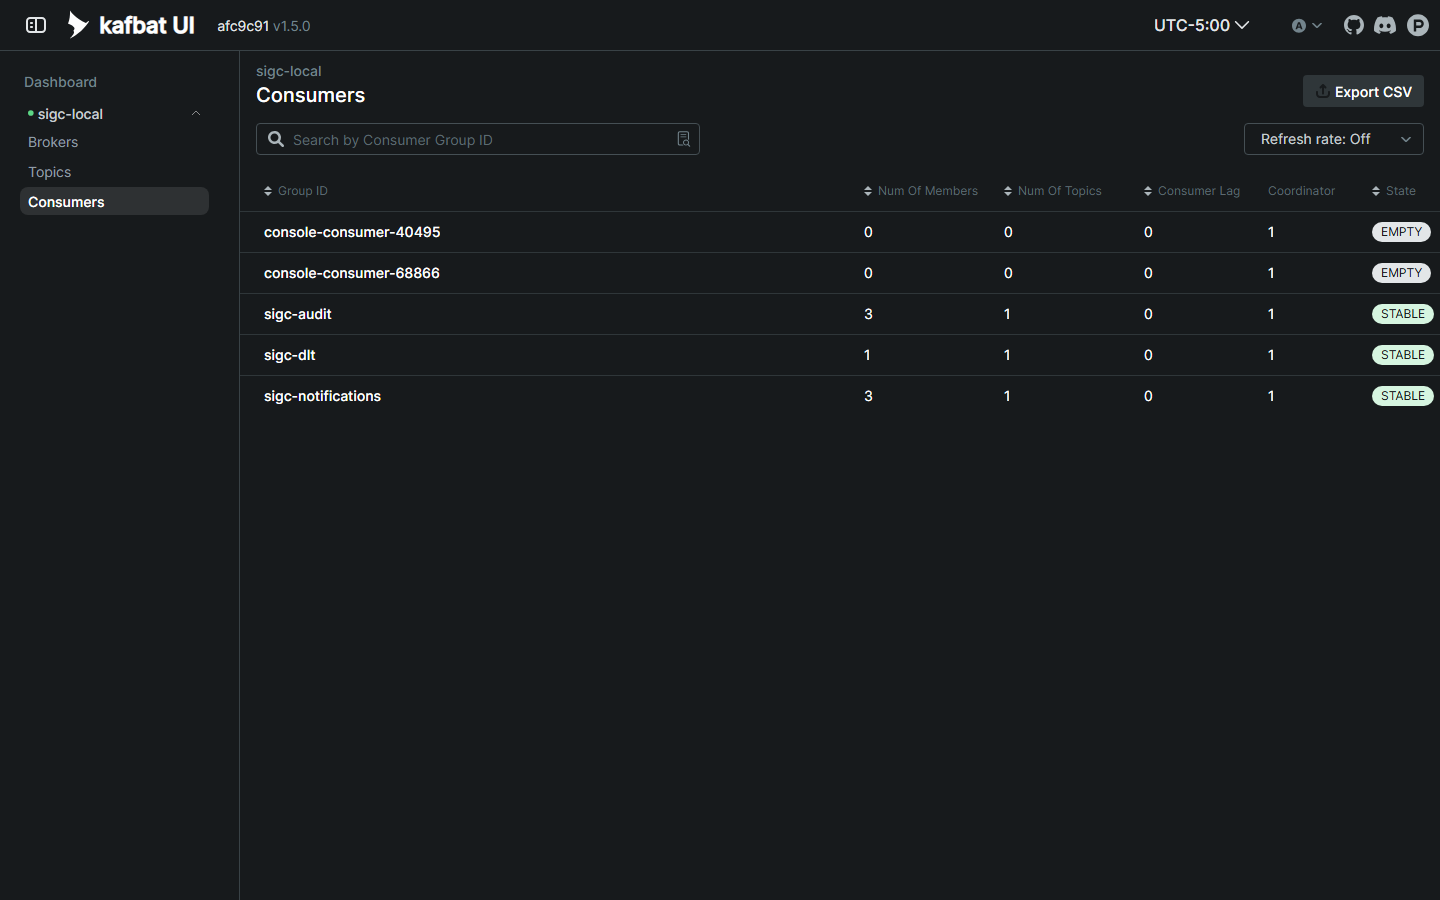 kafbat UI afc9c91 v1.5.0 UTC-5:00 A P
Dashboard
sigc-local
Brokers
Topics
Consumers
sigc-local
Consumers
Export CSV
Search by Consumer Group ID
Refresh rate: Off
Group ID Num Of Members Num Of Topics Consumer Lag Coordinator State
console-consumer-40495 0 0 0 1 EMPTY
console-consumer-68866 0 0 0 1 EMPTY
sigc-audit 3 1 0 1 STABLE
sigc-dlt 1 1 0 1 STABLE
sigc-notifications 3 1 0 1 STABLE